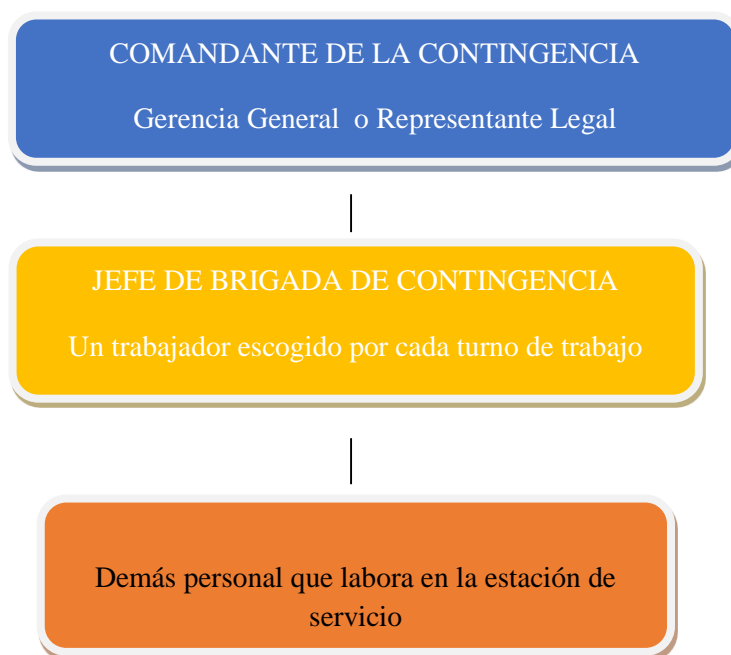 COMANDANTE DE LA CONTINGENCIA
Gerencia General o Representante Legal
JEFE DE BRIGADA DE CONTINGENCIA
Un trabajador escogido por cada turno de trabajo
Demás personal que labora en la estación de
servicio